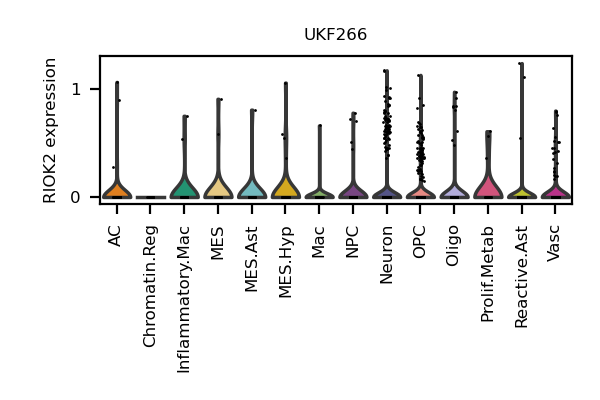 UKF266
RIOK2 expression
1
0
AC
Chromatin.Reg
Inflammatory.Mac
MES
MES.Ast
MES.Hyp
Mac
NPC
Neuron
OPC
Oligo
Prolif.Metab
Reactive.Ast
Vasc